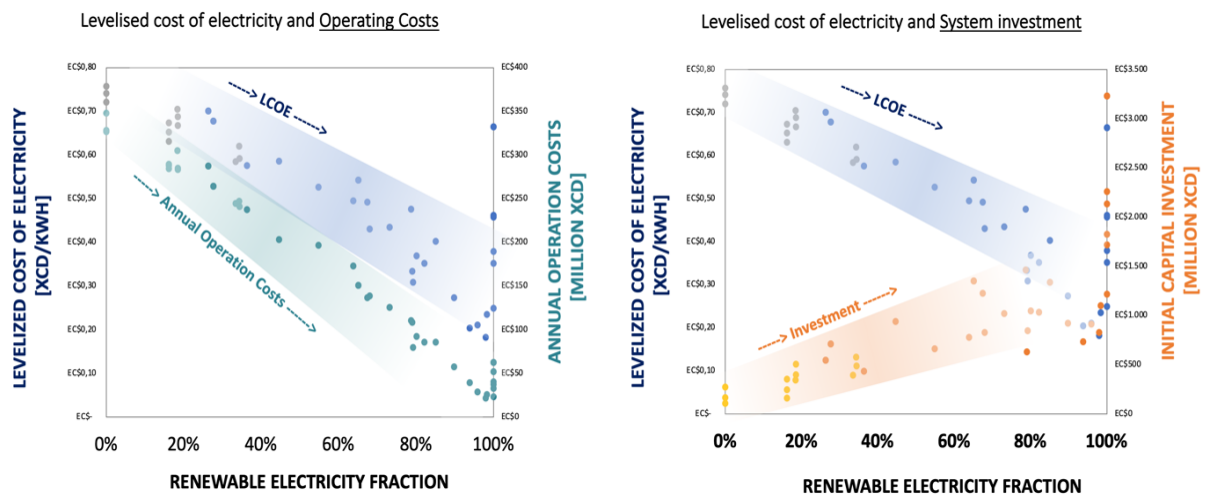 Levelised cost of electricity and Operating Costs
LEVELIZED COST OF ELECTRICITY
[XCD/KWH]
EC$0,80
EC$0,70
EC$0,60
EC$0,50
EC$0,40
EC$0,30
EC$0,20
EC$0,10
EC$-
----> LCOE ---->
----> Annual Operation Costs ---->
EC$400
EC$350
EC$300
EC$250
EC$200
EC$150
EC$100
EC$50
EC$0
ANNUAL OPERATION COSTS
[MILLION XCD]
0%
20%
40%
60%
80%
100%
RENEWABLE ELECTRICITY FRACTION
Levelised cost of electricity and System investment
LEVELIZED COST OF ELECTRICITY
[XCD/KWH]
EC$0,80
EC$0,70
EC$0,60
EC$0,50
EC$0,40
EC$0,30
EC$0,20
EC$0,10
EC$-
----> LCOE ---->
----> Investment ---->
EC$3.500
EC$3.000
EC$2.500
EC$2.000
EC$1.500
EC$1.000
EC$500
EC$0
INITIAL CAPITAL INVESTMENT
[MILLION XCD]
0%
20%
40%
60%
80%
100%
RENEWABLE ELECTRICITY FRACTION